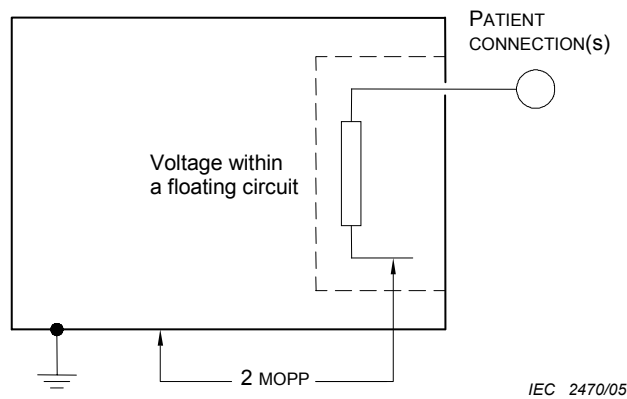 PATIENT
CONNECTION(s)
Voltage within
a floating circuit
2 MOPP
IEC 2470/05